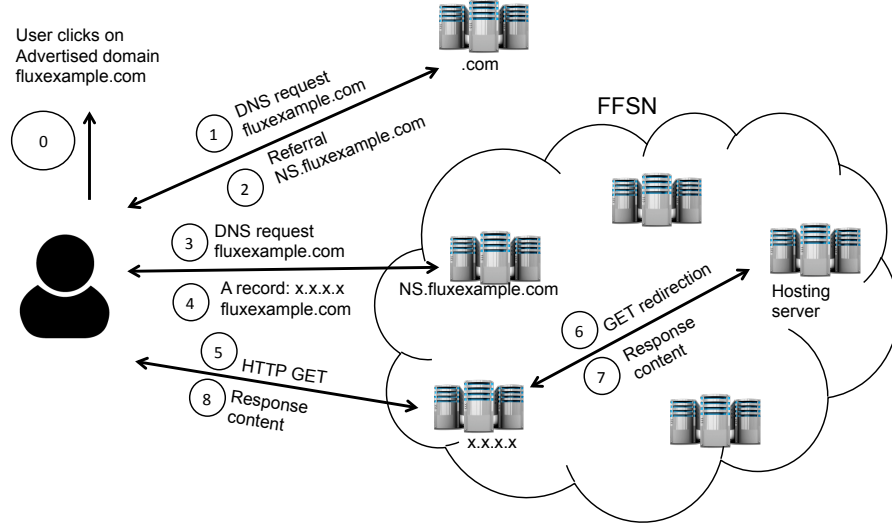 User clicks on
Advertised domain
fluxexample.com
0
.com
1
DNS request
fluxexample.com
2
Referral
NS.fluxexample.com
FFSN
3
DNS request
fluxexample.com
4
A record: x.x.x.x
fluxexample.com
NS.fluxexample.com
Hosting
server
5
HTTP GET
8
Response
content
6
GET redirection
7
Response
content
x.x.x.x